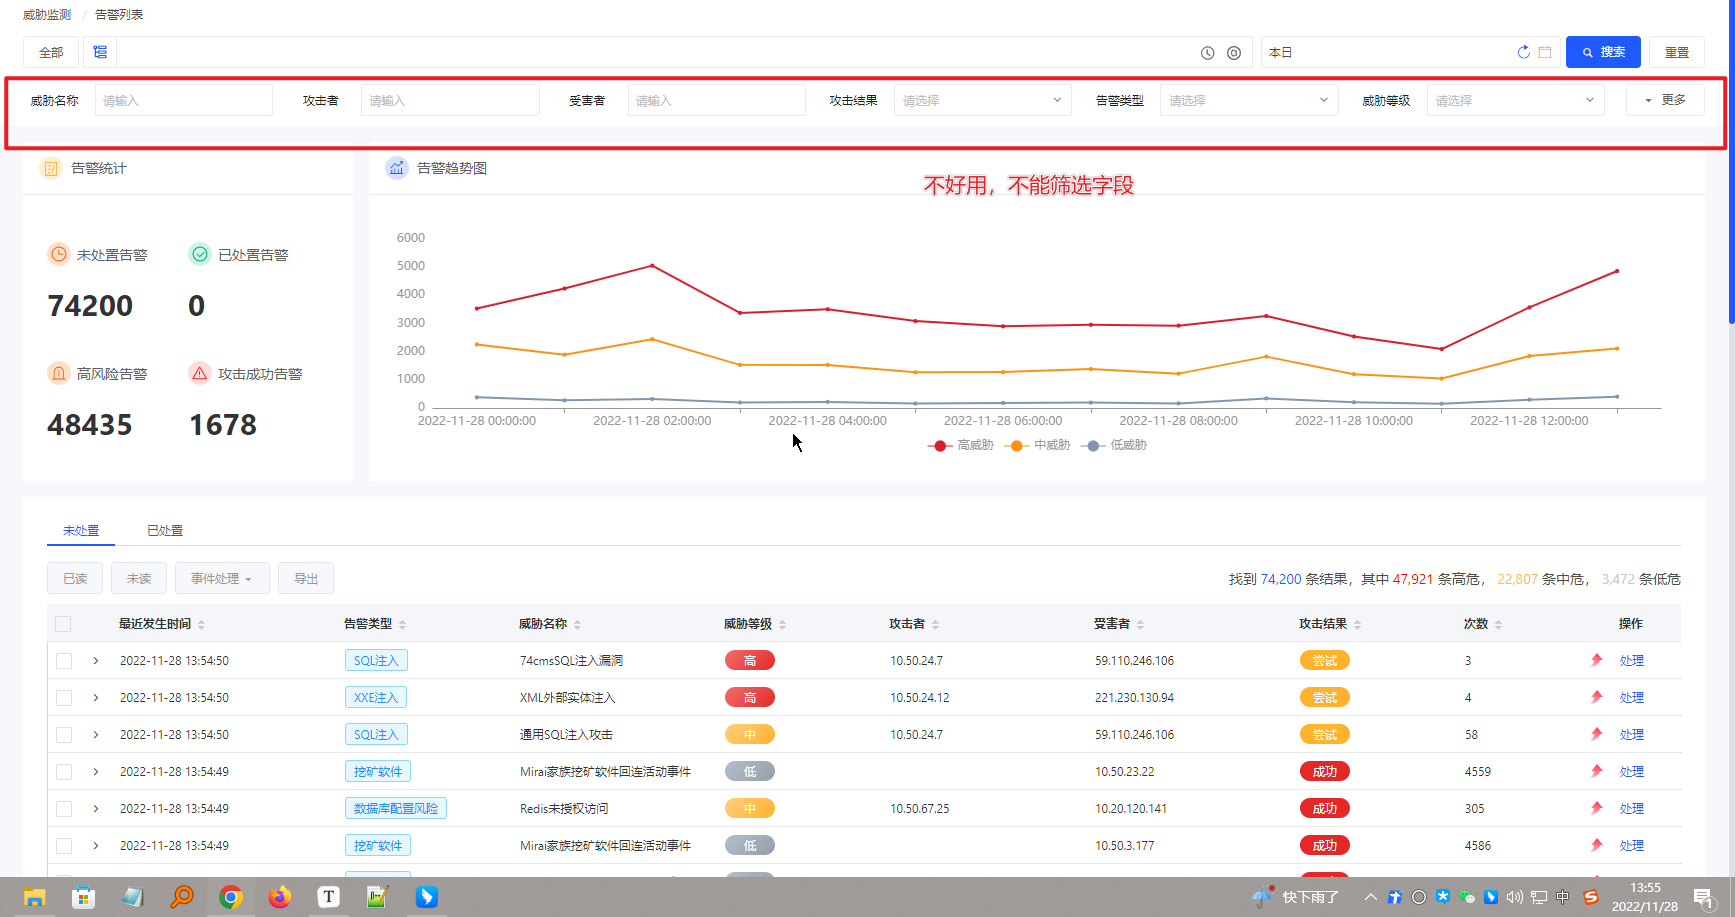 威胁监测 / 告警列表
全部
本日
搜索
重置
威胁名称 请输入 攻击者 请输入 受害者 请输入 攻击结果 请选择 告警类型 请选择 威胁等级 请选择 更多
告警统计
告警趋势图
不好用，不能筛选字段
未处置告警 已处置告警
74200 0
高风险告警 攻击成功告警
48435 1678
6000
5000
4000
3000
2000
1000
0
2022-11-28 00:00:00 2022-11-28 02:00:00 2022-11-28 04:00:00 2022-11-28 06:00:00 2022-11-28 08:00:00 2022-11-28 10:00:00 2022-11-28 12:00:00
高威胁 中威胁 低威胁
未处置 已处置
已读 未读 事件处理 导出
找到 74,200 条结果，其中 47,921 条高危， 22,807 条中危， 3,472 条低危
最近发生时间 告警类型 威胁名称 威胁等级 攻击者 受害者 攻击结果 次数 操作
2022-11-28 13:54:50 SQL注入 74cmsSQL注入漏洞 高 10.50.24.7 59.110.246.106 尝试 3 处理
2022-11-28 13:54:50 XXE注入 XML外部实体注入 高 10.50.24.12 221.230.130.94 尝试 4 处理
2022-11-28 13:54:50 SQL注入 通用SQL注入攻击 中 10.50.24.7 59.110.246.106 尝试 58 处理
2022-11-28 13:54:49 挖矿软件 Mirai家族挖矿软件回连活动事件 低 10.50.23.22 成功 4559 处理
2022-11-28 13:54:49 数据库配置风险 Redis未授权访问 中 10.50.67.25 10.20.120.141 成功 305 处理
2022-11-28 13:54:49 挖矿软件 Mirai家族挖矿软件回连活动事件 低 10.50.3.177 成功 4586 处理
T
快下雨了
中
13:55
2022/11/28
1